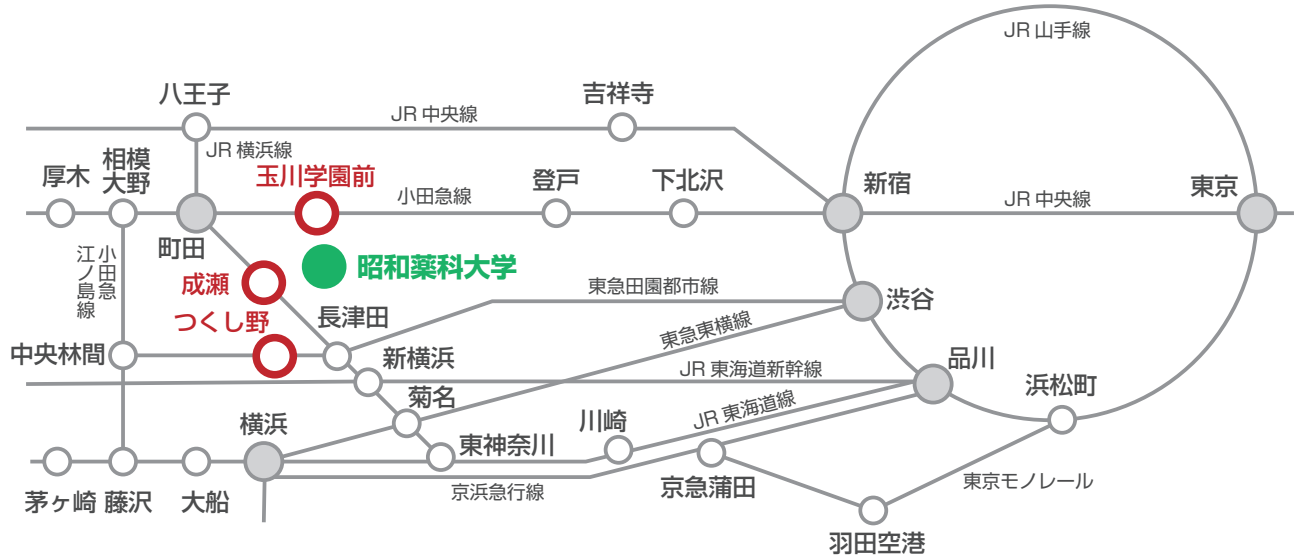 JR 山手線
八王子
吉祥寺
JR 中央線
JR 横浜線
厚木
相模
大野
玉川学園前
小田急線
登戸
下北沢
新宿
JR 中央線
東京
町田
小田急
江ノ島線
昭和薬科大学
成瀬
つくし野
長津田
東急田園都市線
渋谷
東急東横線
中央林間
新横浜
JR 東海道新幹線
品川
浜松町
菊名
横浜
東神奈川
川崎
JR 東海道線
茅ヶ崎
藤沢
大船
京浜急行線
京急蒲田
東京モノレール
羽田空港